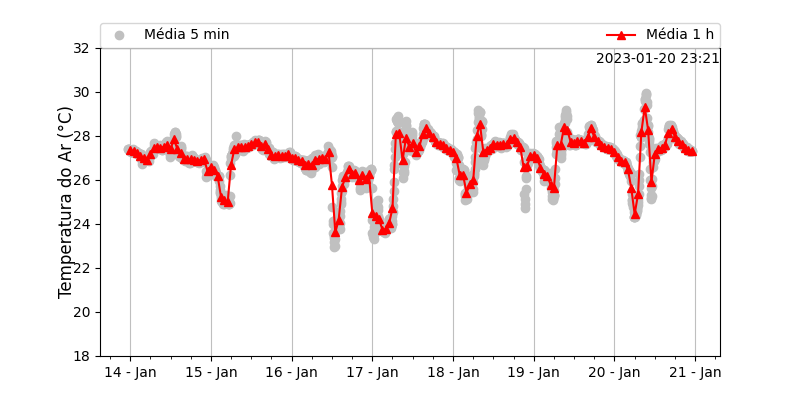 Média 5 min
Média 1 h
2023-01-20 23:21
Temperatura do Ar (°C)
32
30
28
26
24
22
20
18
14 - Jan
15 - Jan
16 - Jan
17 - Jan
18 - Jan
19 - Jan
20 - Jan
21 - Jan